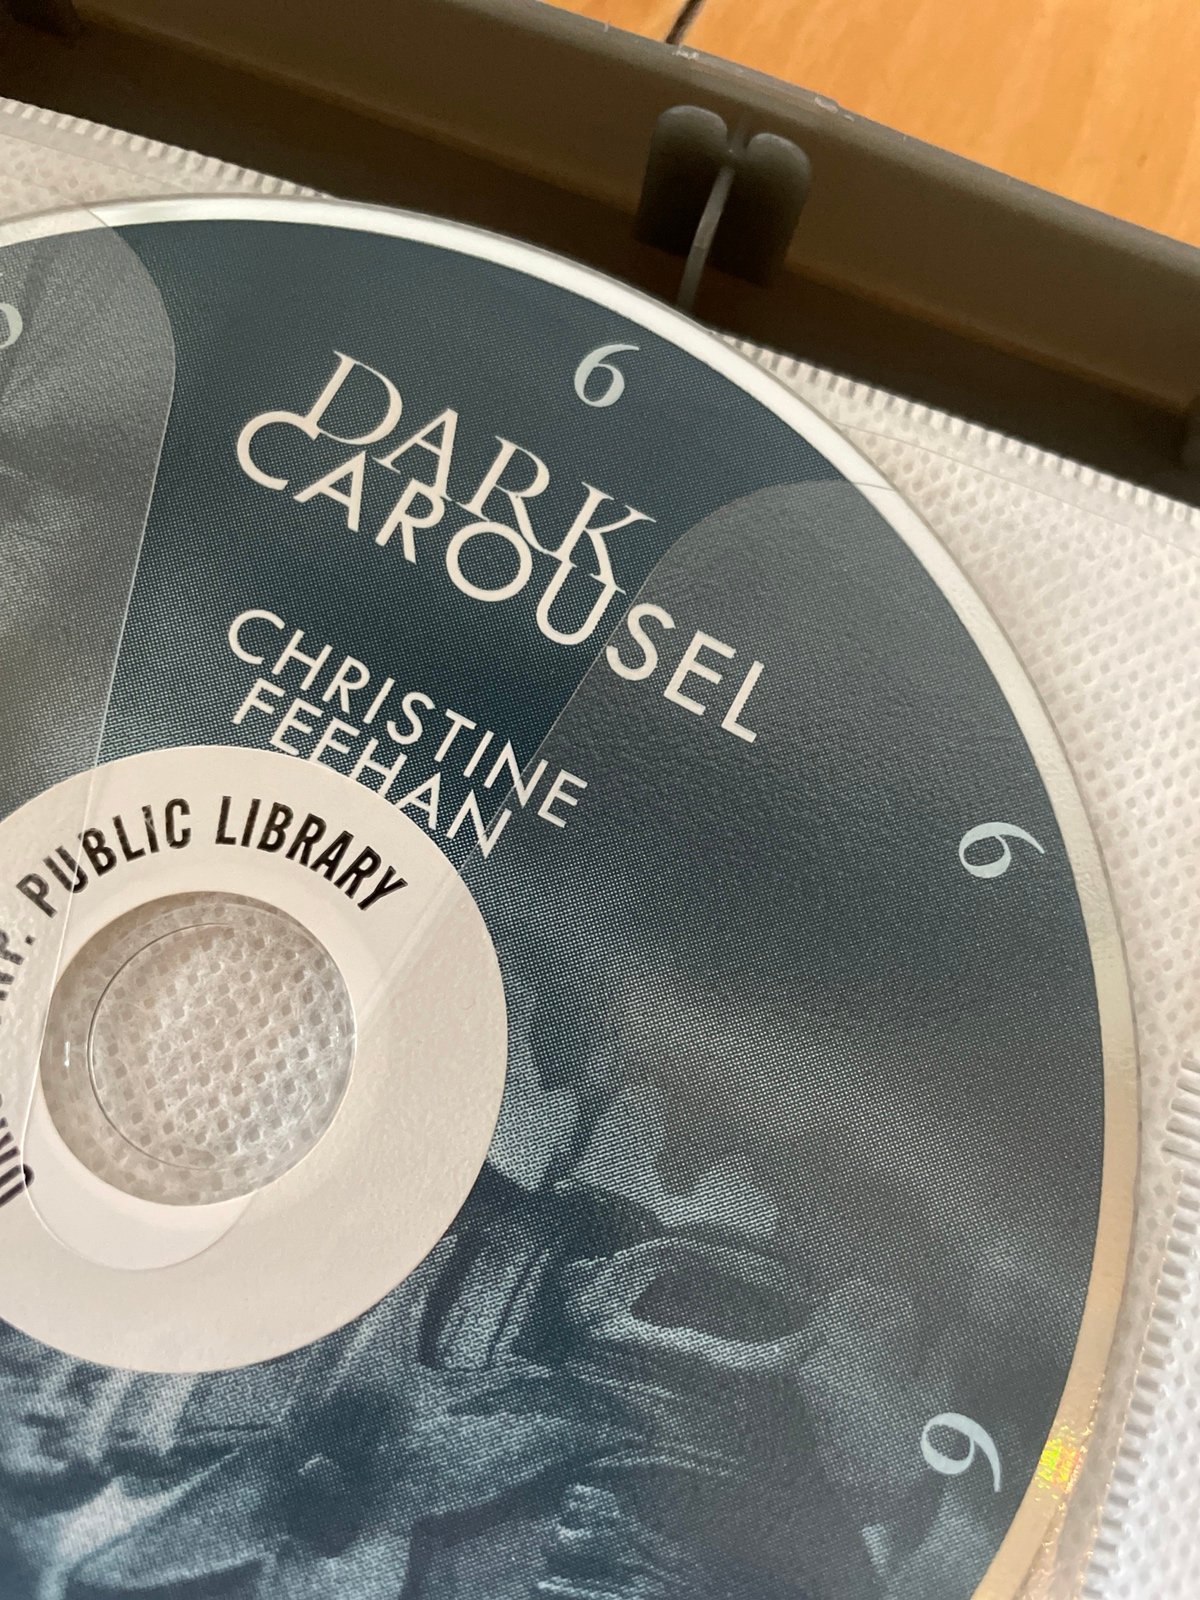 6
DARK
CAROUSEL
CHRISTINE
FEEHAN
PUBLIC LIBRARY
6
6